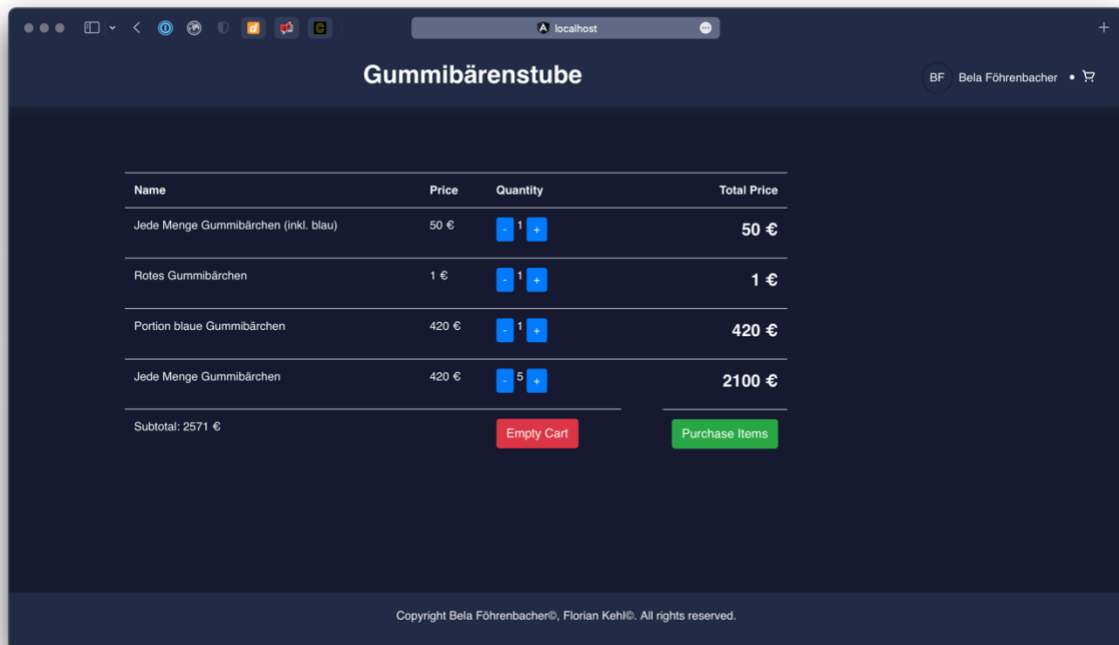 localhost
Gummibärenstube
BF Bela Föhrenbacher
Name Price Quantity Total Price
Jede Menge Gummibärchen (inkl. blau) 50 € - 1 + 50 €
Rotes Gummibärchen 1 € - 1 + 1 €
Portion blaue Gummibärchen 420 € - 1 + 420 €
Jede Menge Gummibärchen 420 € - 5 + 2100 €
Subtotal: 2571 € Empty Cart Purchase Items
Copyright Bela Föhrenbacher©, Florian Kehl©. All rights reserved.